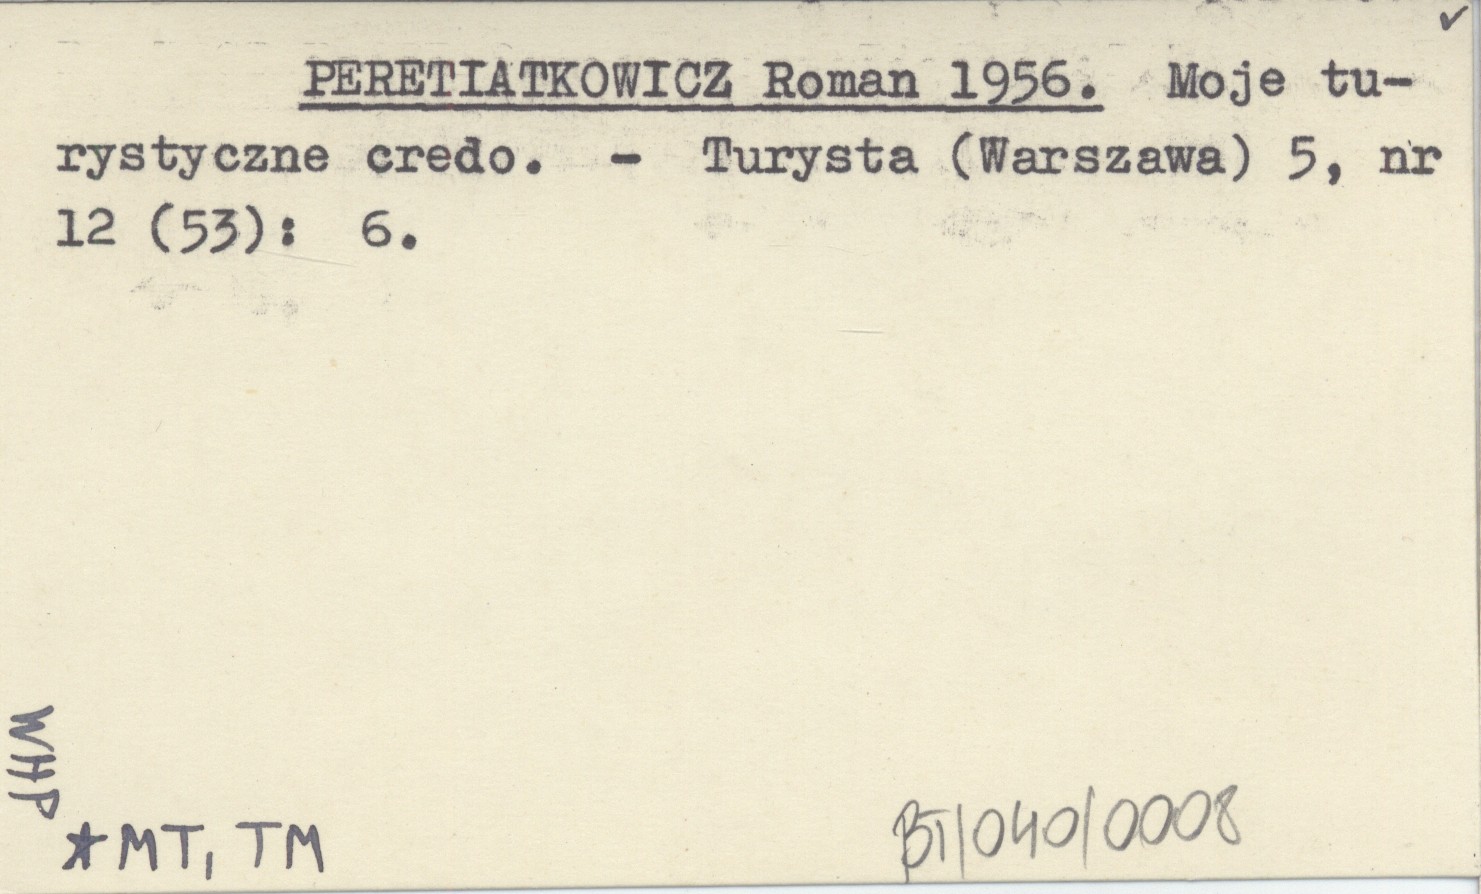 ✓
PERETIATKOWICZ Roman 1956. Moje tu-
rystyczne credo. - Turysta (Warszawa) 5, nr
12 (53): 6.
WHP
*MT, TM
BT/040/0008